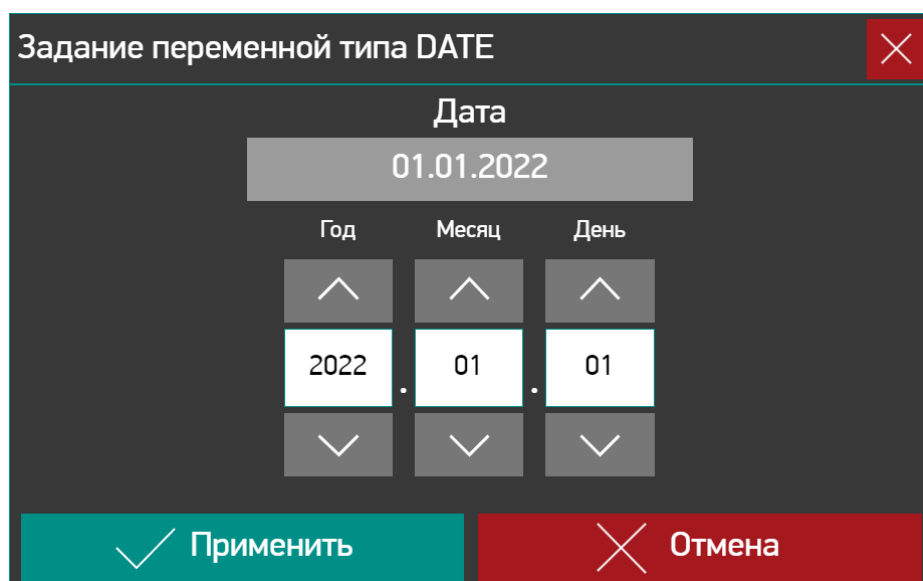 Задание переменной типа DATE
Дата
01.01.2022
Год Месяц День
2022 . 01 . 01
Применить Отмена